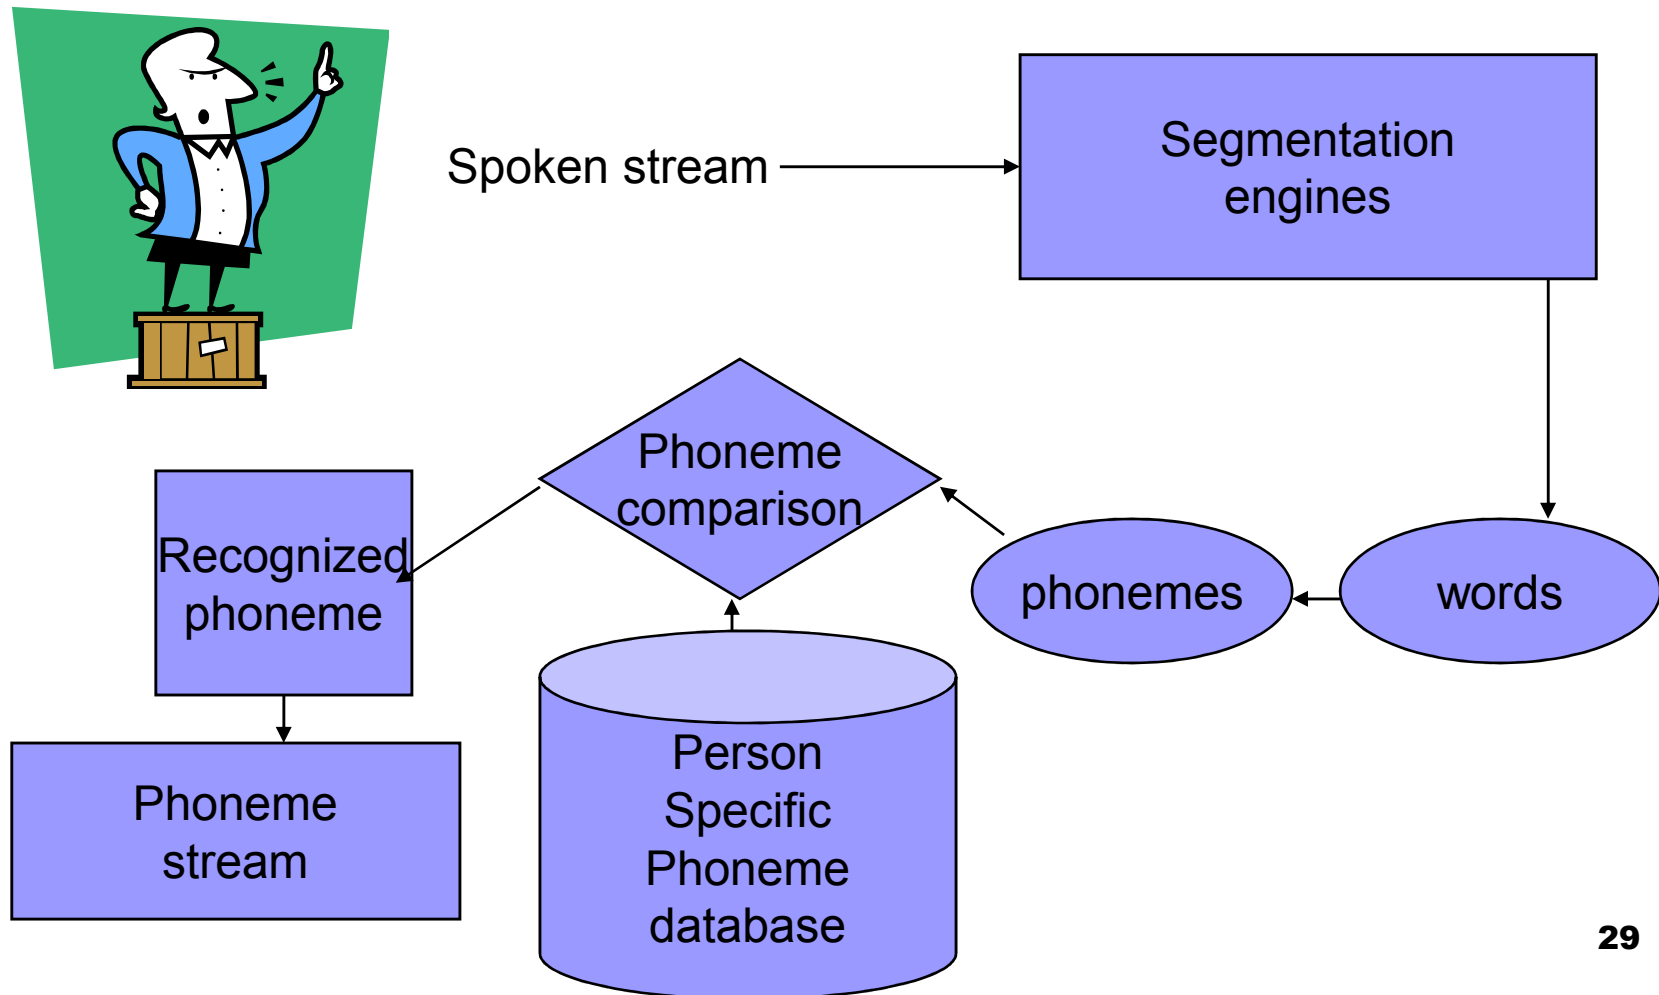 Spoken stream
Segmentation
engines
Phoneme
comparison
Recognized
phoneme
phonemes
words
Person
Specific
Phoneme
database
Phoneme
stream
29